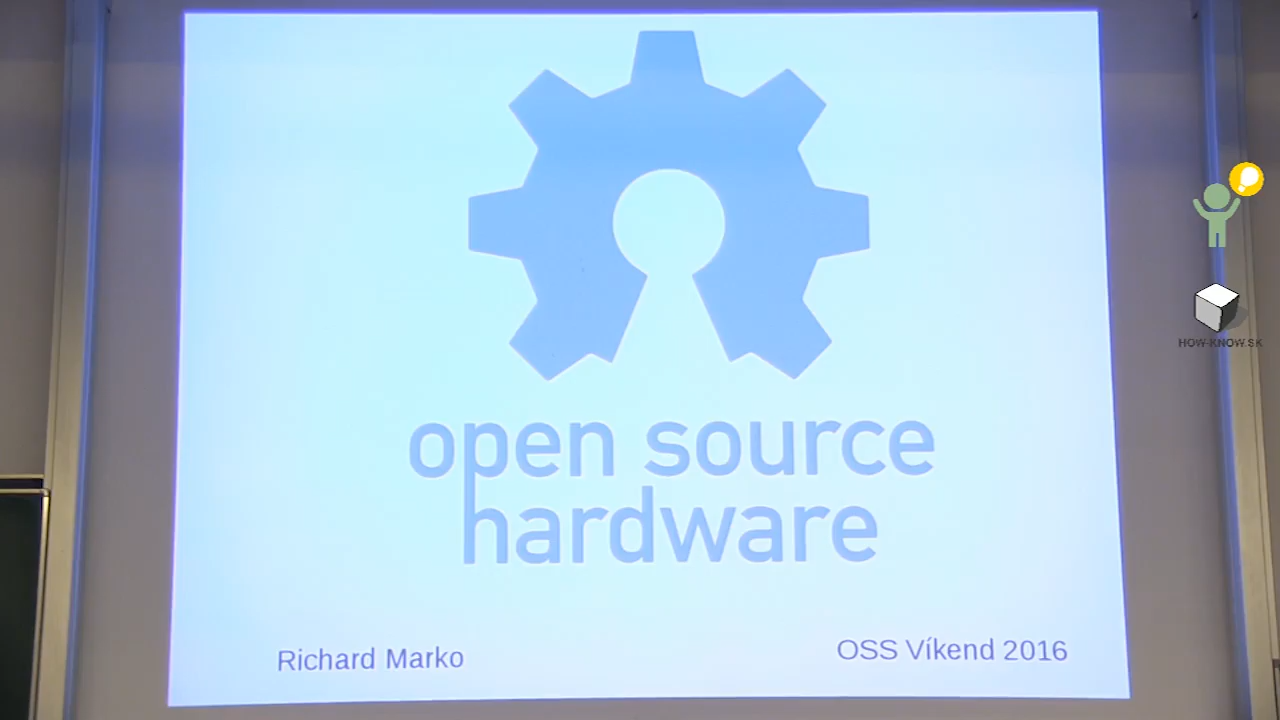 open source
hardware
Richard Marko
OSS Víkend 2016
HOW-KNOW.SK